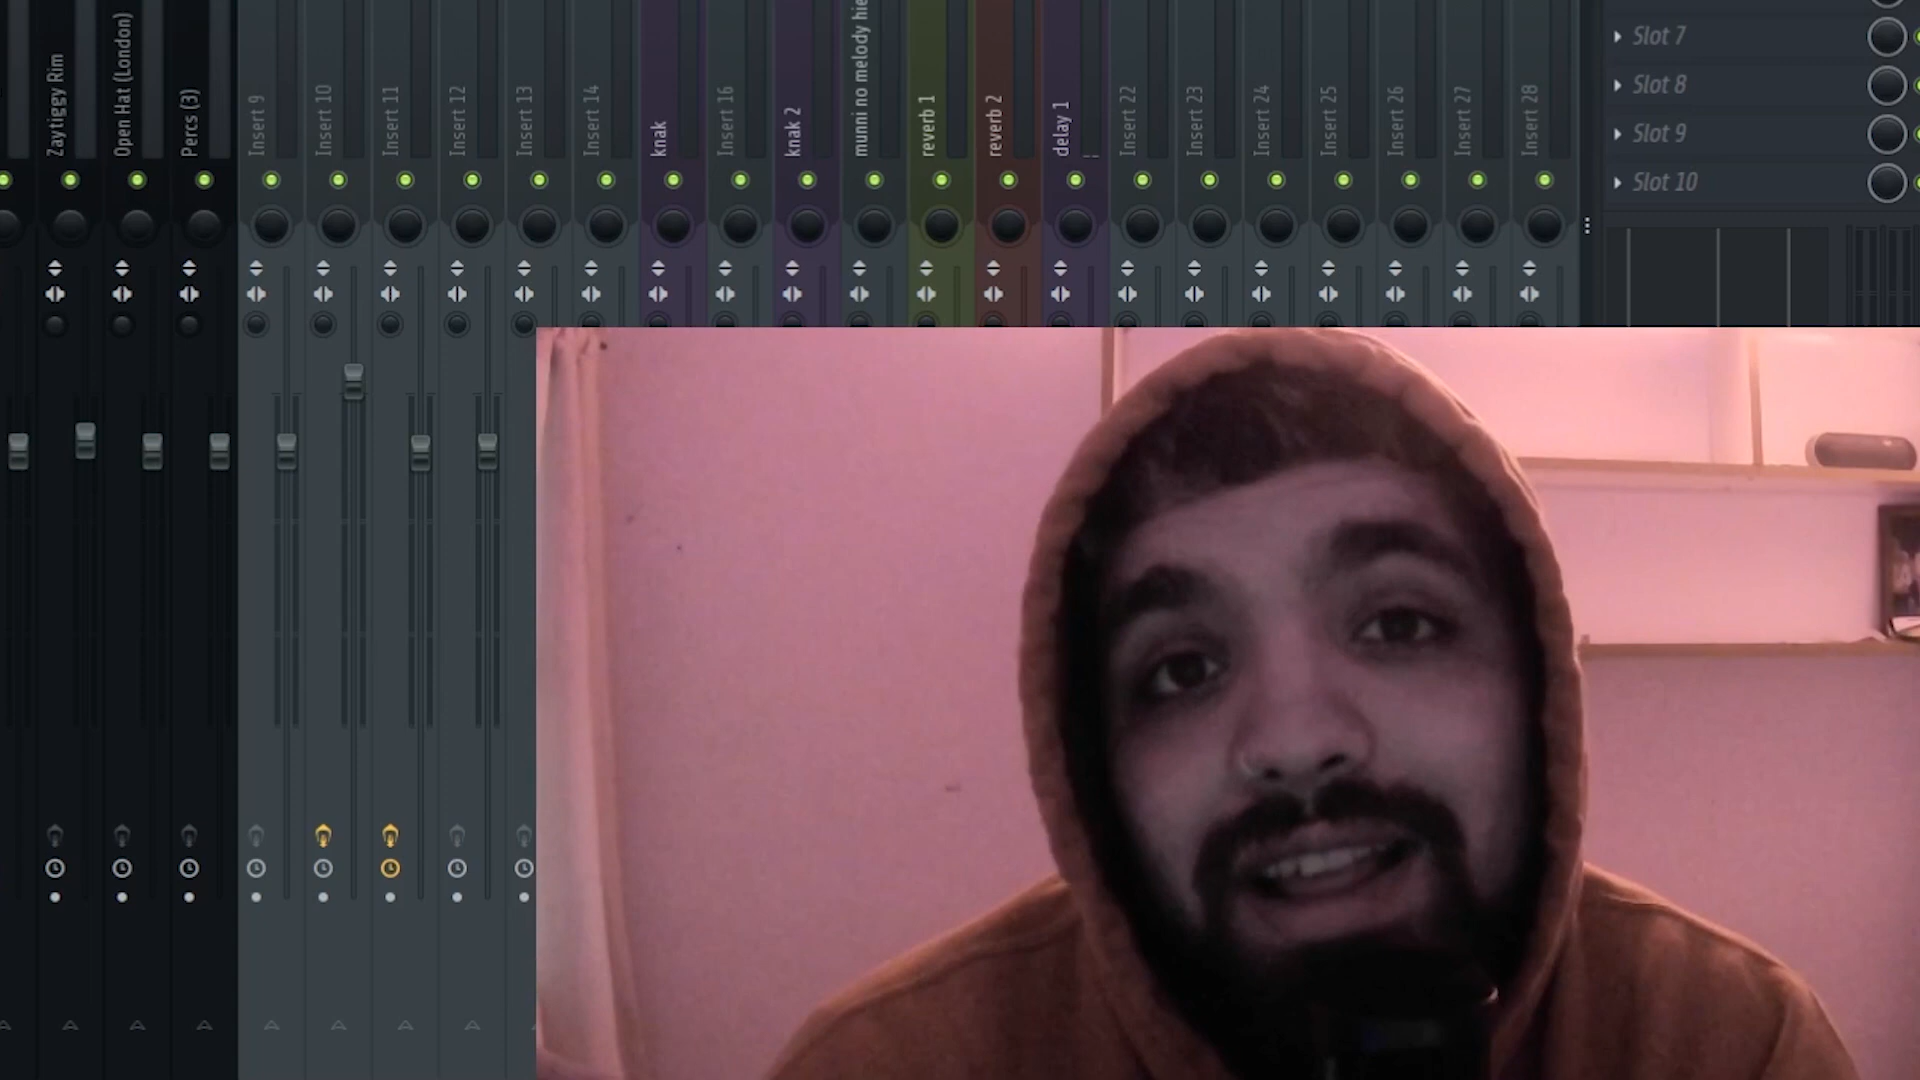 Zaytiggy Rim
Open Hat (London)
Percs (3)
Insert 9
Insert 10
Insert 11
Insert 12
Insert 13
Insert 14
knak
Insert 16
knak 2
munni no melody hie
reverb 1
reverb 2
delay 1
Insert 22
Insert 23
Insert 24
Insert 25
Insert 26
Insert 27
Insert 28
Slot 7
Slot 8
Slot 9
Slot 10